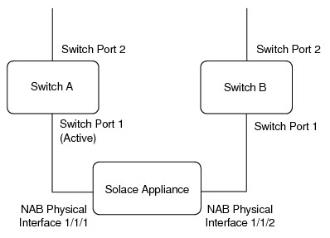 Switch Port 2
Switch Port 2
Switch A
Switch B
Switch Port 1
(Active)
Switch Port 1
Solace Appliance
NAB Physical
Interface 1/1/1
NAB Physical
Interface 1/1/2